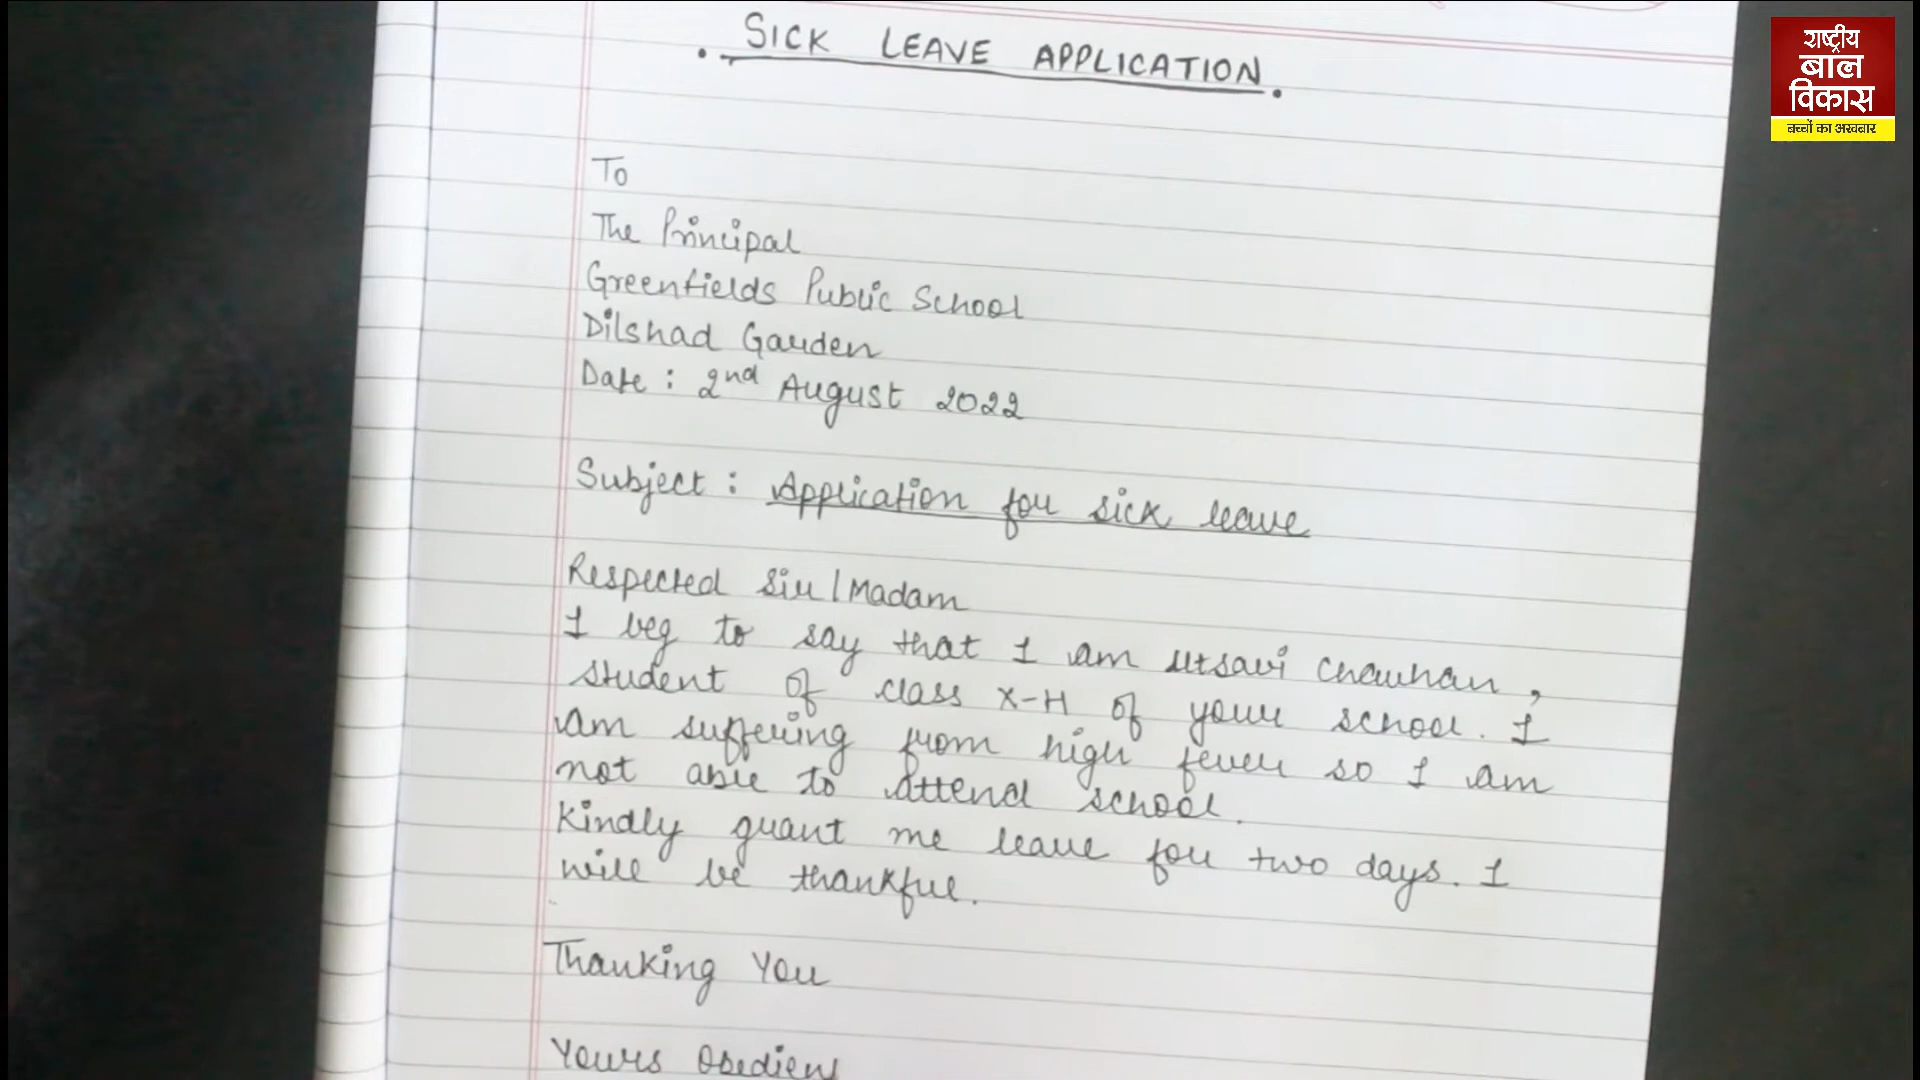 . SICK LEAVE APPLICATION .
राष्ट्रीय
बाल
विकास
बच्चों का अखबार
To
The Principal
Greenfields Public School
Dilshad Garden
Date : 2nd August 2022
Subject : Application for sick leave
Respected Sir/Madam
I beg to say that I am Utsavi Chauhan,
student of class X-H of your school. I
am suffering from high fever so I am
not able to attend school.
Kindly grant me leave for two days. I
will be thankful.
Thanking You
Yours Obedient